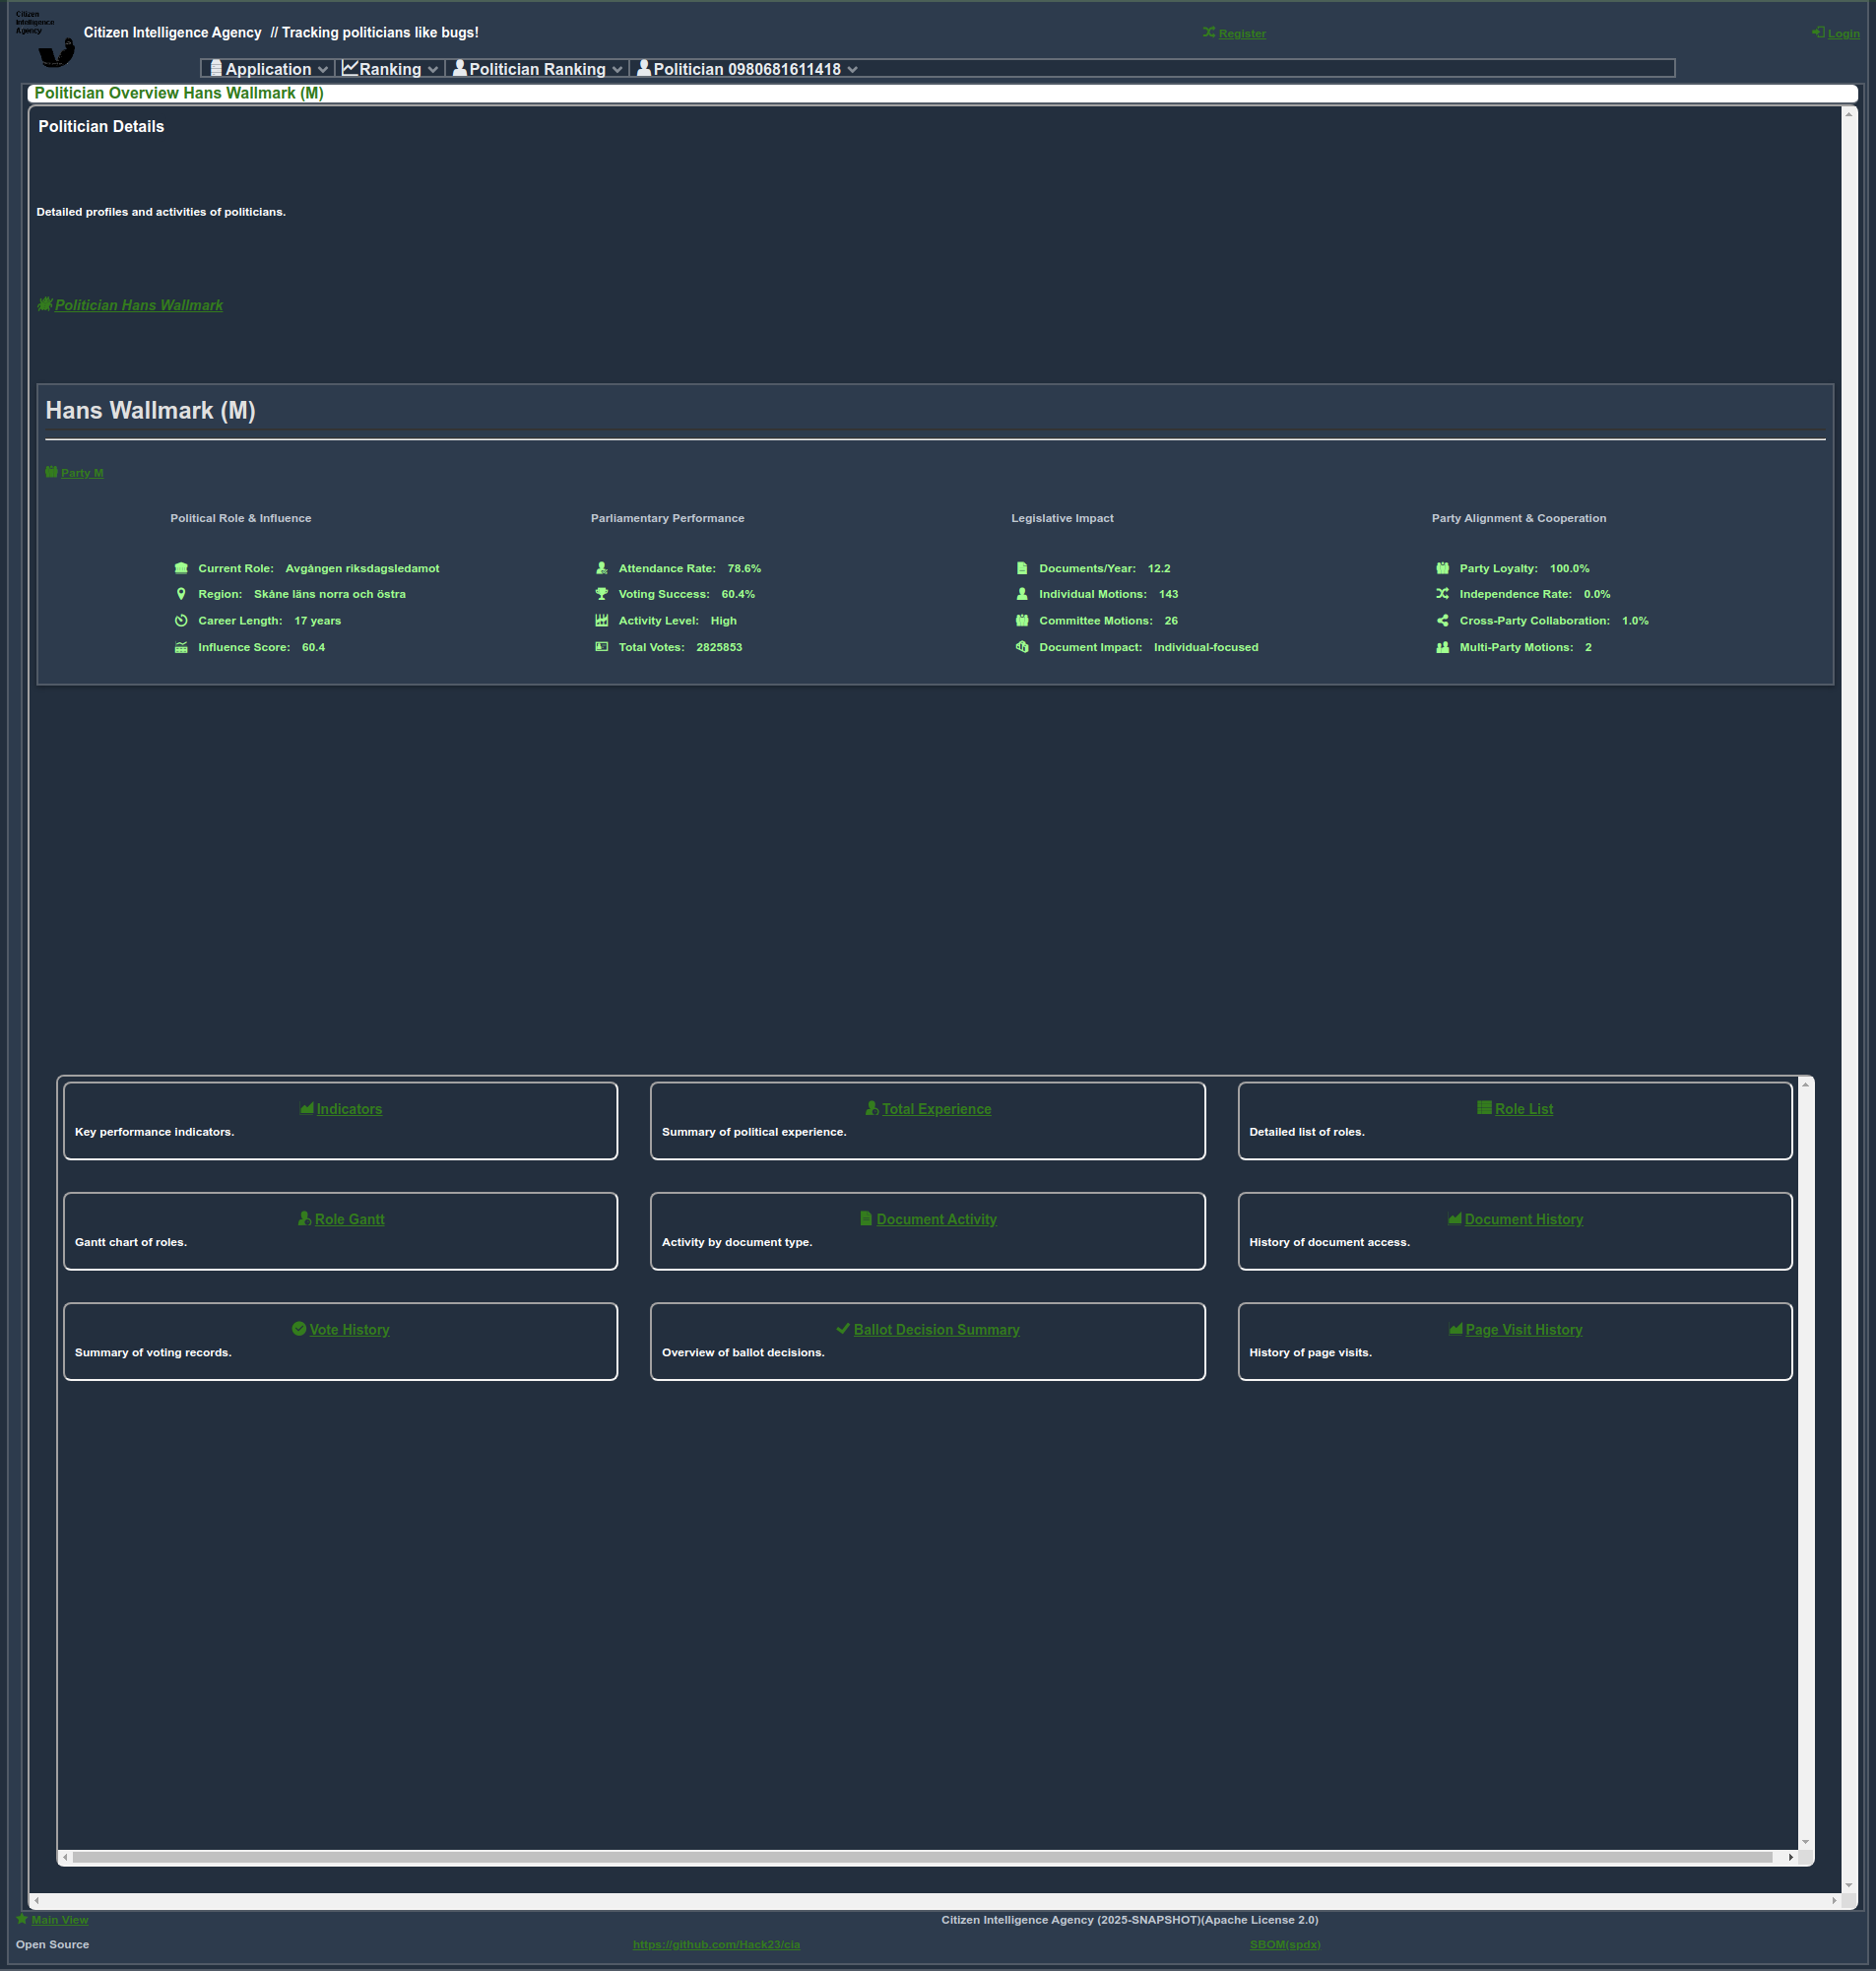 Citizen
Intelligence
Agency
Citizen Intelligence Agency // Tracking politicians like bugs!
Register
Login
Application
Ranking
Politician Ranking
Politician 0980681611418
Politician Overview Hans Wallmark (M)
Politician Details
Detailed profiles and activities of politicians.
Politician Hans Wallmark
Hans Wallmark (M)
Party M
Political Role & Influence
Current Role: Avgången riksdagsledamot
Region: Skåne läns norra och östra
Career Length: 17 years
Influence Score: 60.4
Parliamentary Performance
Attendance Rate: 78.6%
Voting Success: 60.4%
Activity Level: High
Total Votes: 2825853
Legislative Impact
Documents/Year: 12.2
Individual Motions: 143
Committee Motions: 26
Document Impact: Individual-focused
Party Alignment & Cooperation
Party Loyalty: 100.0%
Independence Rate: 0.0%
Cross-Party Collaboration: 1.0%
Multi-Party Motions: 2
Indicators
Key performance indicators.
Total Experience
Summary of political experience.
Role List
Detailed list of roles.
Role Gantt
Gantt chart of roles.
Document Activity
Activity by document type.
Document History
History of document access.
Vote History
Summary of voting records.
Ballot Decision Summary
Overview of ballot decisions.
Page Visit History
History of page visits.
Main View
Citizen Intelligence Agency (2025-SNAPSHOT)(Apache License 2.0)
Open Source
https://github.com/Hack23/cia
SBOM(spdx)